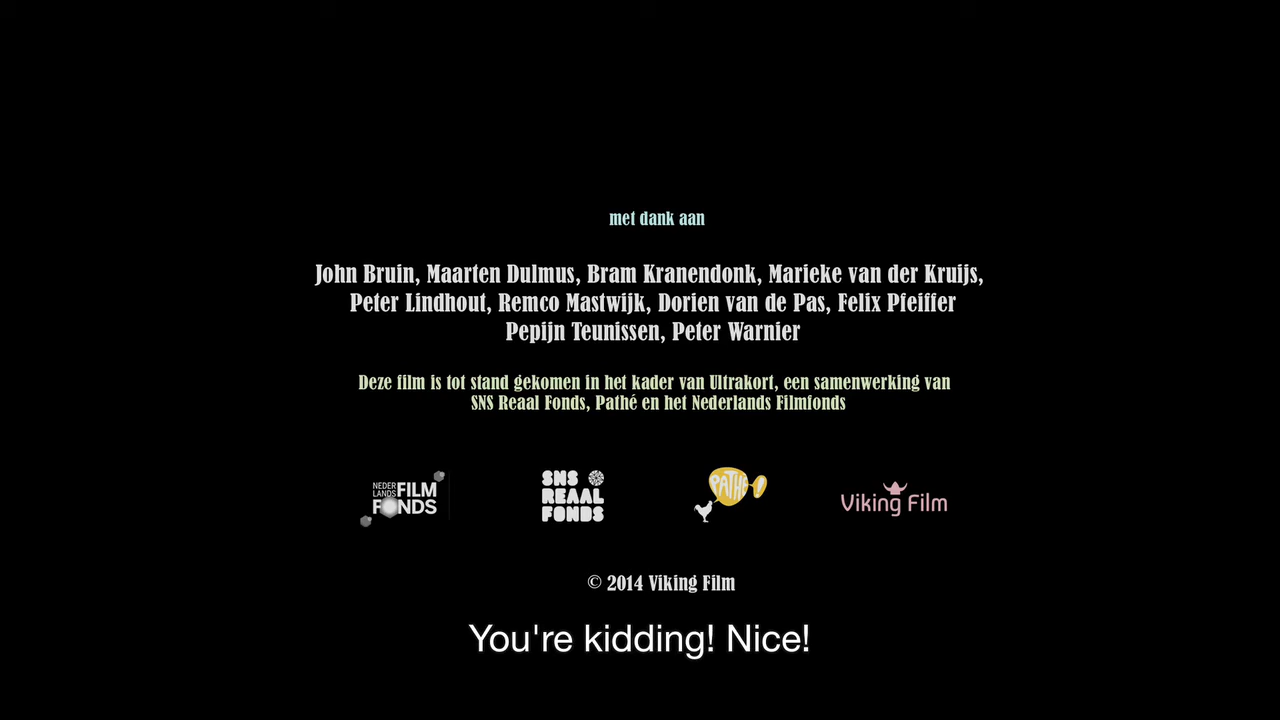 met dank aan
John Bruin, Maarten Dulmus, Bram Kranendonk, Marieke van der Kruijs,
Peter Lindhout, Remco Mastwijk, Dorien van de Pas, Felix Pfeiffer
Pepijn Teunissen, Peter Warnier
Deze film is tot stand gekomen in het kader van Ultrakort, een samenwerking van
SNS Reaal Fonds, Pathé en het Nederlands Filmfonds
NEDER
LANDS FILM
FONDS
SNS
REAAL
FONDS
PATHE!
Viking Film
© 2014 Viking Film
You're kidding! Nice!